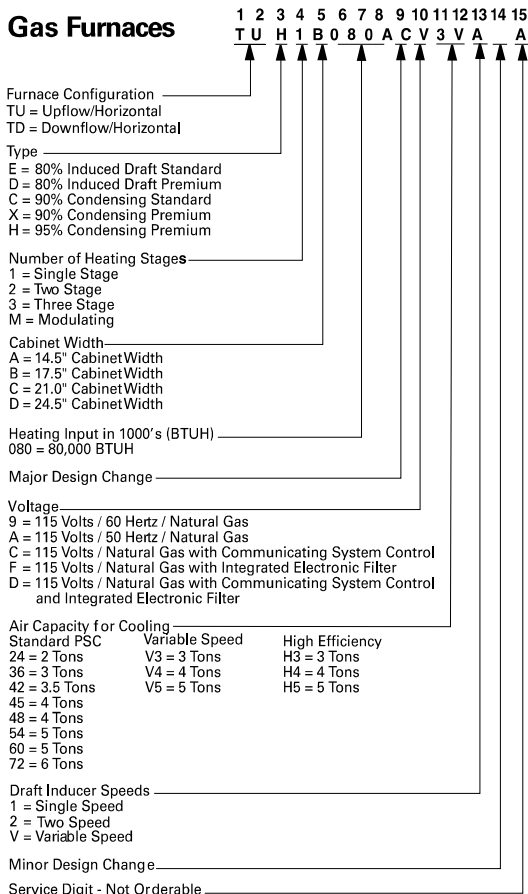 Gas Furnaces
1 2 3 4 5 6 7 8 9 10 11 12 13 14 15
T U H 1 B 0 8 0 A C V 3 V A A
Furnace Configuration
TU = Upflow/Horizontal
TD = Downflow/Horizontal
Type
E = 80% Induced Draft Standard
D = 80% Induced Draft Premium
C = 90% Condensing Standard
X = 90% Condensing Premium
H = 95% Condensing Premium
Number of Heating Stages
1 = Single Stage
2 = Two Stage
3 = Three Stage
M = Modulating
Cabinet Width
A = 14.5" Cabinet Width
B = 17.5" Cabinet Width
C = 21.0" Cabinet Width
D = 24.5" Cabinet Width
Heating Input in 1000's (BTUH)
080 = 80,000 BTUH
Major Design Change
Voltage
9 = 115 Volts / 60 Hertz / Natural Gas
A = 115 Volts / 50 Hertz / Natural Gas
C = 115 Volts / Natural Gas with Communicating System Control
F = 115 Volts / Natural Gas with Integrated Electronic Filter
D = 115 Volts / Natural Gas with Communicating System Control
and Integrated Electronic Filter
Air Capacity for Cooling
Standard PSC Variable Speed High Efficiency
24 = 2 Tons V3 = 3 Tons H3 = 3 Tons
36 = 3 Tons V4 = 4 Tons H4 = 4 Tons
42 = 3.5 Tons V5 = 5 Tons H5 = 5 Tons
45 = 4 Tons
48 = 4 Tons
54 = 5 Tons
60 = 5 Tons
72 = 6 Tons
Draft Inducer Speeds
1 = Single Speed
2 = Two Speed
V = Variable Speed
Minor Design Change
Service Digit - Not Orderable